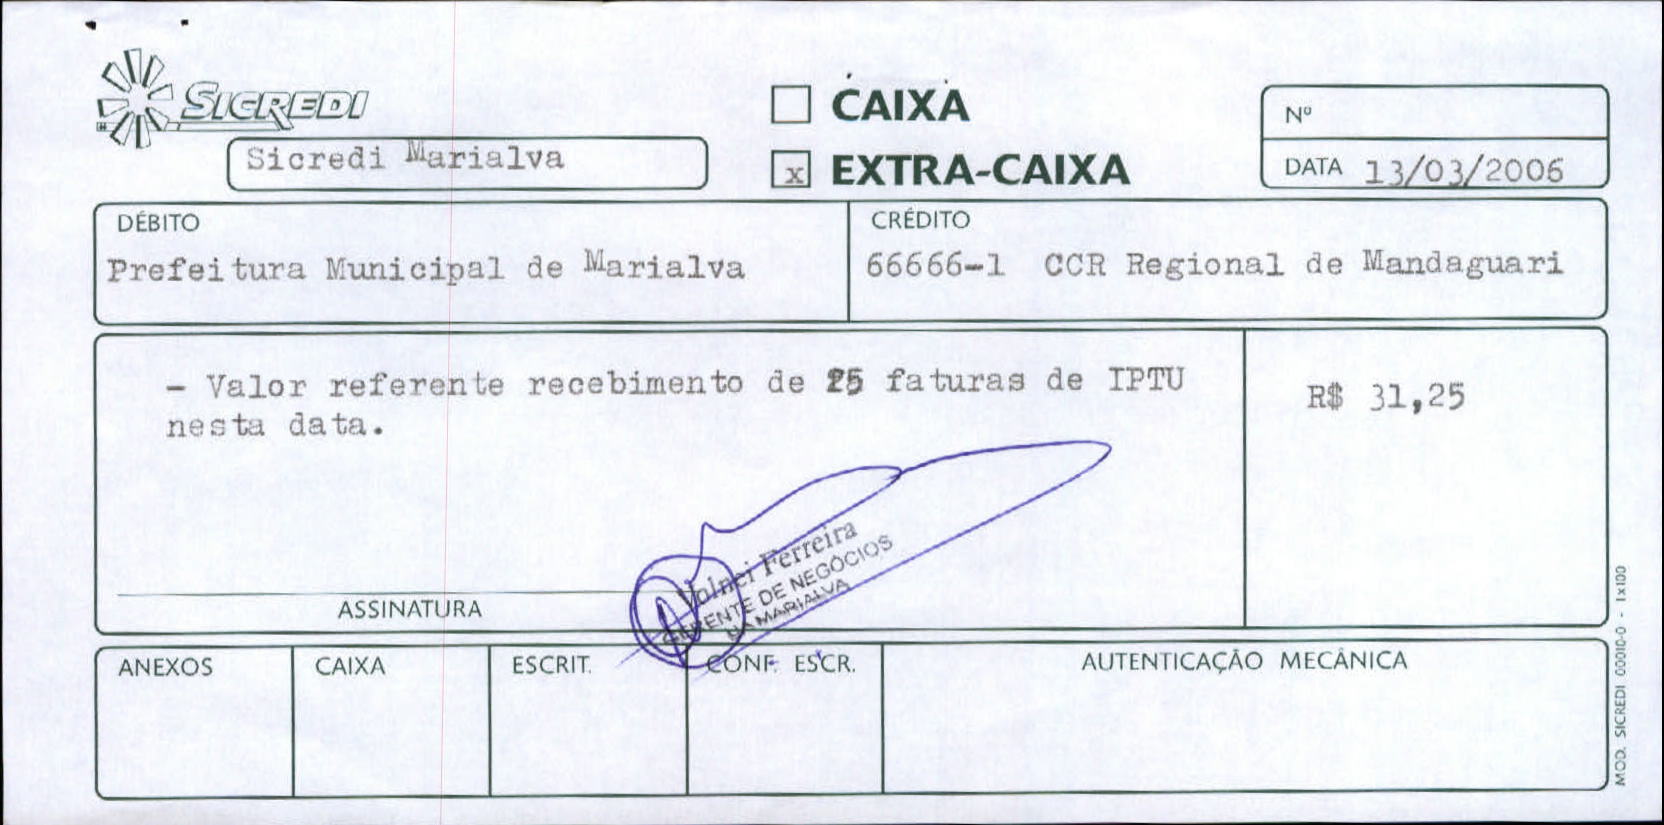 SICREDI
Sicredi Marialva
CAIXA
x EXTRA-CAIXA
Nº
DATA 13/03/2006
DÉBITO
Prefeitura Municipal de Marialva
CRÉDITO
66666-1 CCR Regional de Mandaguari
- Valor referente recebimento de 25 faturas de IPTU
nesta data.
R$ 31,25
Volnei Ferreira
GERENTE DE NEGÓCIOS
MARIALVA
ASSINATURA
ANEXOS
CAIXA
ESCRIT.
CONF. ESCR.
AUTENTICAÇÃO MECÂNICA
MOD. SICREDI 00010-0 - 1x100